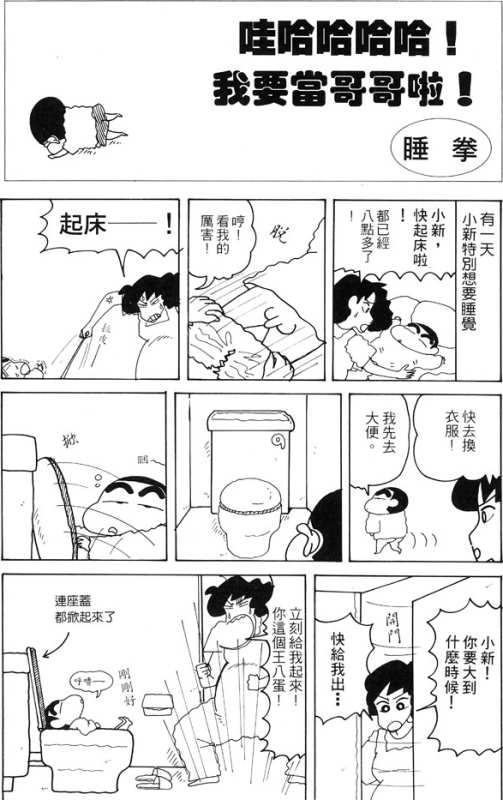 哇哈哈哈哈！
我要當哥哥啦！
睡拳
有一天
小新特別想要睡覺
小新，
快起床啦
！
都已經
八點多了
！
哼！
看我的
厲害！
起床——！
快去換
衣服！
我先去
大便。
掀
小新！
你要大到
什麼時候！
開門
快給我出…
立刻給我起來！
你這個王八蛋！
連座蓋
都掀起來了
呼嚕—
剛剛好